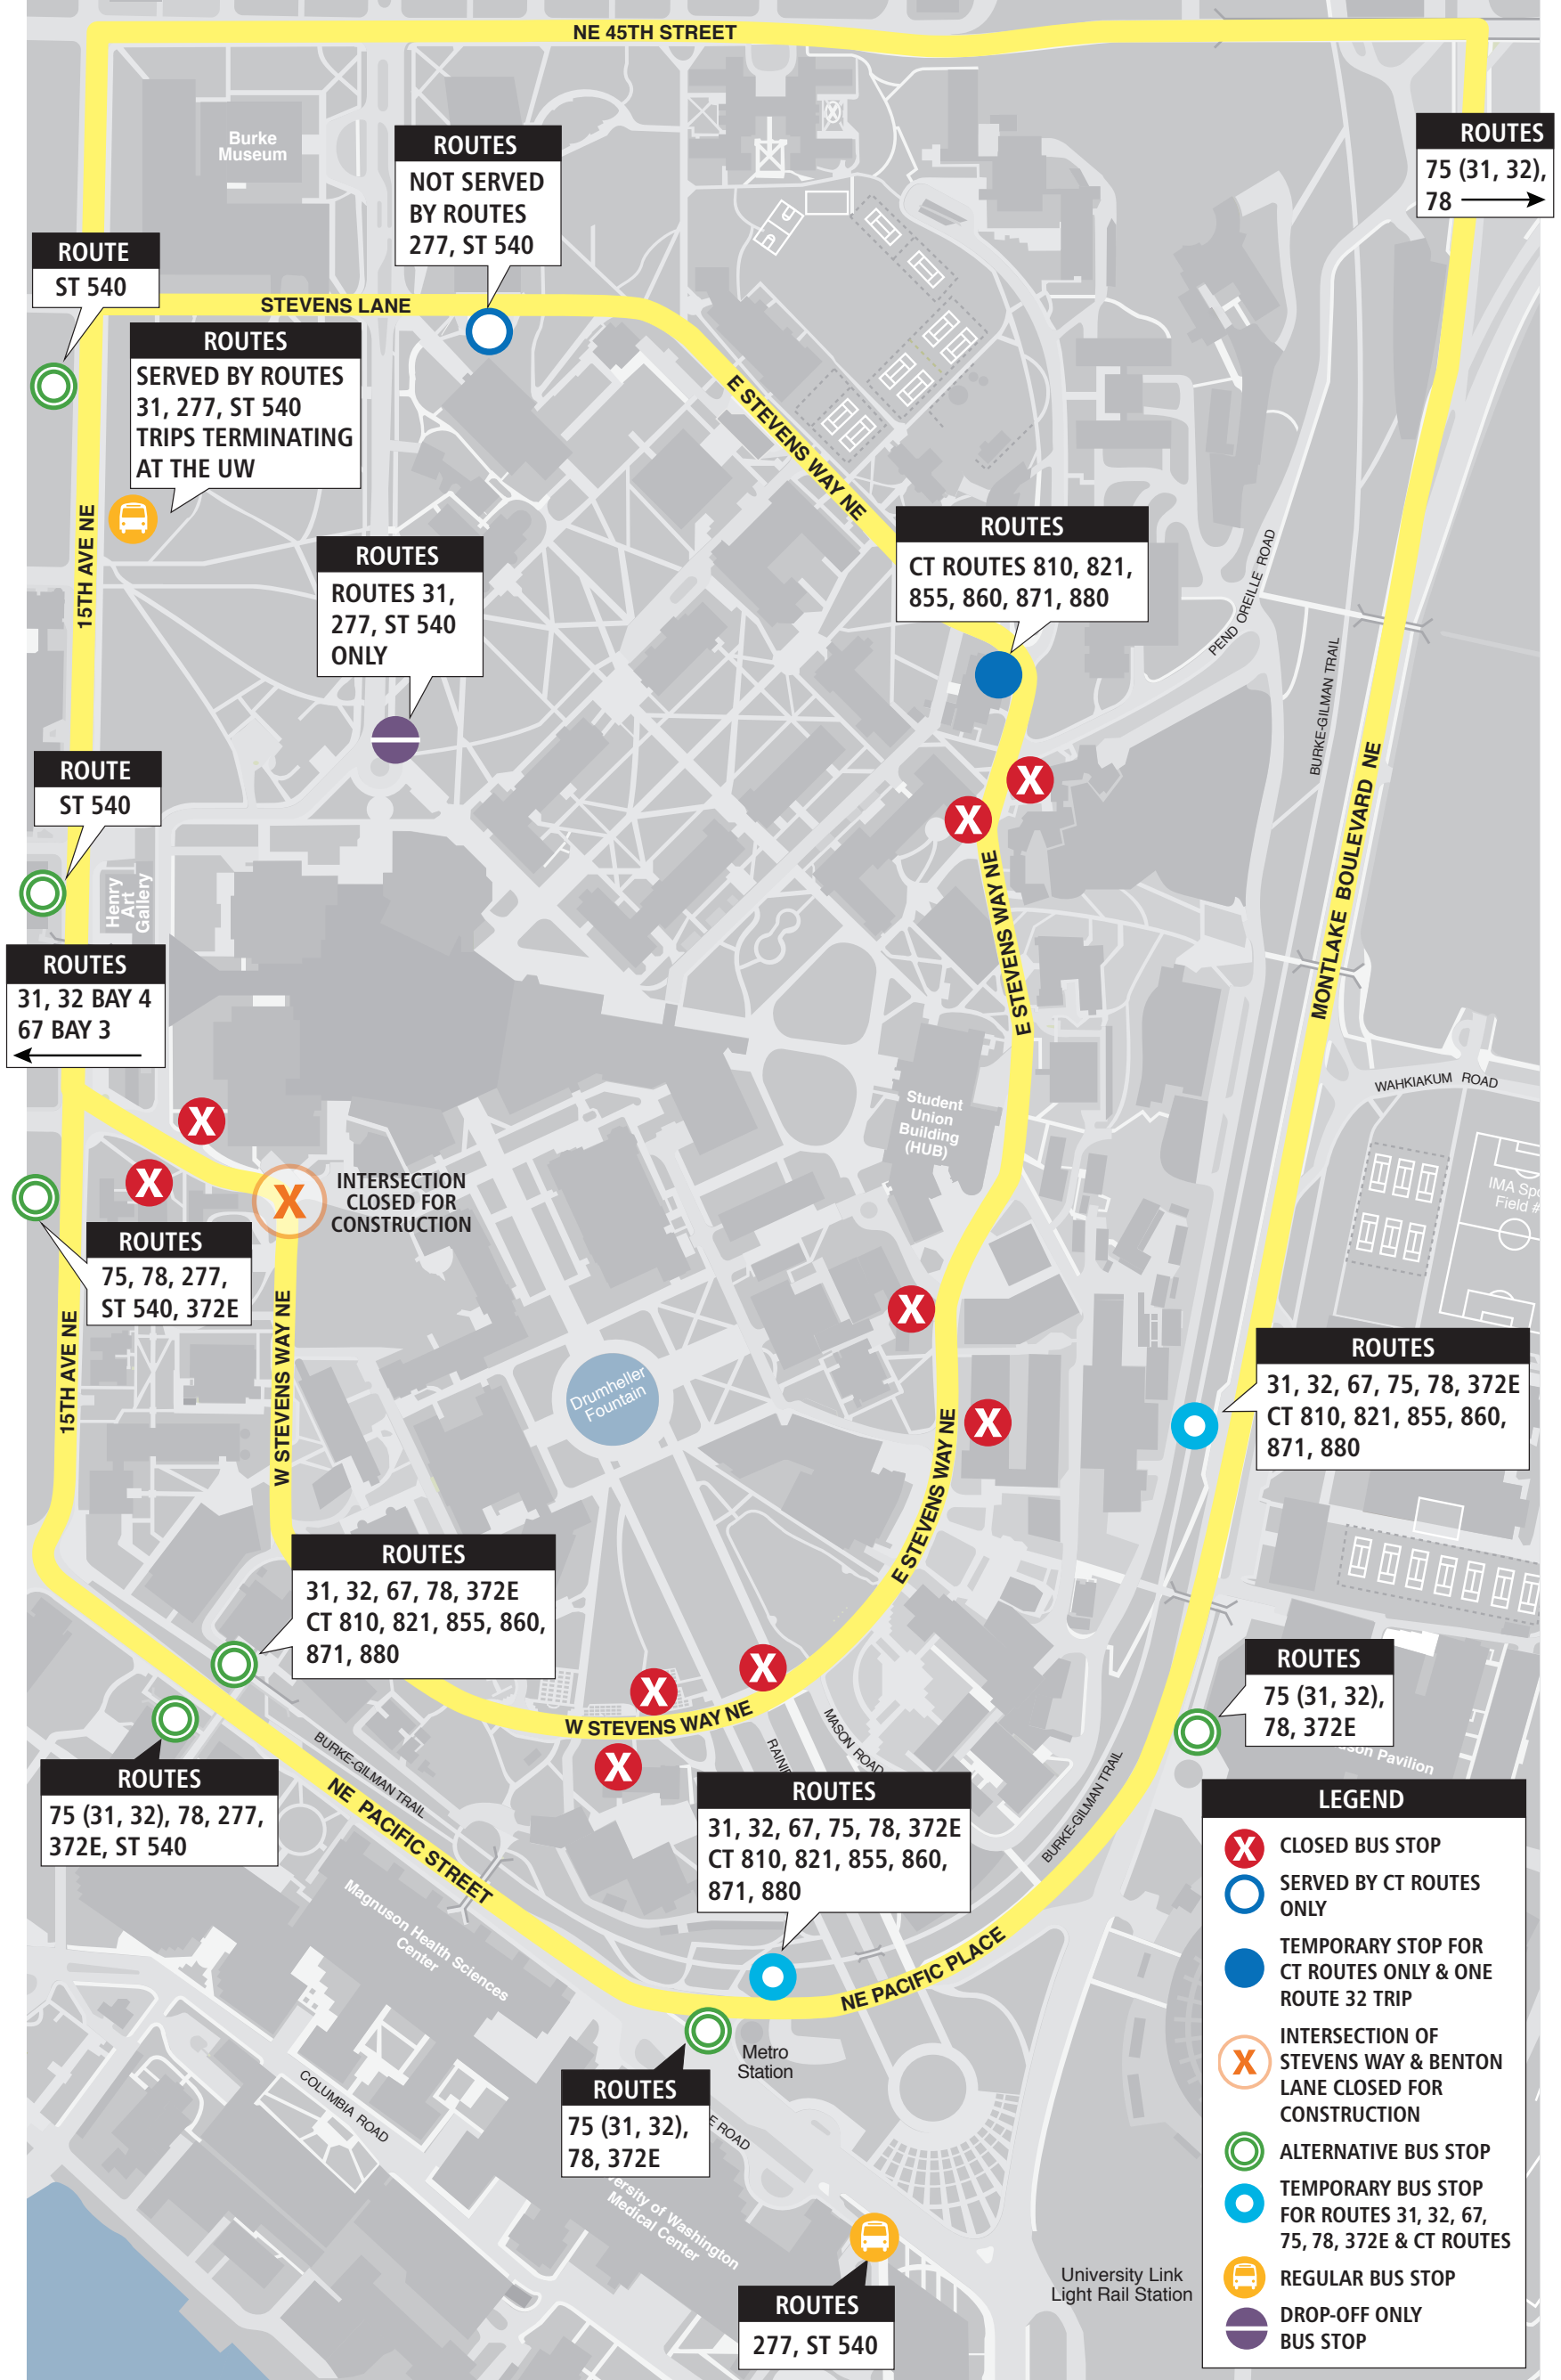 NE 45TH STREET
Burke
Museum
ROUTES
NOT SERVED
BY ROUTES
277, ST 540
ROUTES
75 (31, 32),
78
ROUTE
ST 540
STEVENS LANE
ROUTES
SERVED BY ROUTES
31, 277, ST 540
TRIPS TERMINATING
AT THE UW
E STEVENS WAY NE
15TH AVE NE
ROUTES
ROUTES 31,
277, ST 540
ONLY
ROUTES
CT ROUTES 810, 821,
855, 860, 871, 880
PEND OREILLE ROAD
BURKE-GILMAN TRAIL
MONTLAKE BOULEVARD NE
ROUTE
ST 540
X
X
Henry
Art
Gallery
E STEVENS WAY NE
ROUTES
31, 32 BAY 4
67 BAY 3
WAHKIAKUM ROAD
Student
Union
Building
(HUB)
X
X
X
INTERSECTION
CLOSED FOR
CONSTRUCTION
IMA Spo
Field #
ROUTES
75, 78, 277,
ST 540, 372E
X
15TH AVE NE
W STEVENS WAY NE
Drumheller
Fountain
ROUTES
31, 32, 67, 75, 78, 372E
CT 810, 821, 855, 860,
871, 880
X
E STEVENS WAY NE
ROUTES
31, 32, 67, 78, 372E
CT 810, 821, 855, 860,
871, 880
X
X
W STEVENS WAY NE
X
MASON ROAD
RAINI
ROUTES
75 (31, 32),
78, 372E
son Pavilion
BURKE-GILMAN TRAIL
NE PACIFIC STREET
ROUTES
75 (31, 32), 78, 277,
372E, ST 540
ROUTES
31, 32, 67, 75, 78, 372E
CT 810, 821, 855, 860,
871, 880
BURKE-GILMAN TRAIL
Magnuson Health Sciences
Center
NE PACIFIC PLACE
Metro
Station
ROUTES
75 (31, 32),
78, 372E
E ROAD
COLUMBIA ROAD
versity of Washington
Medical Center
ROUTES
277, ST 540
University Link
Light Rail Station
LEGEND
X CLOSED BUS STOP
SERVED BY CT ROUTES
ONLY
TEMPORARY STOP FOR
CT ROUTES ONLY & ONE
ROUTE 32 TRIP
INTERSECTION OF
X STEVENS WAY & BENTON
LANE CLOSED FOR
CONSTRUCTION
ALTERNATIVE BUS STOP
TEMPORARY BUS STOP
FOR ROUTES 31, 32, 67,
75, 78, 372E & CT ROUTES
REGULAR BUS STOP
DROP-OFF ONLY
BUS STOP